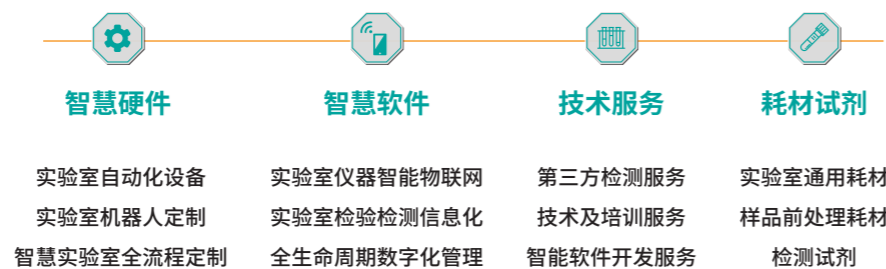 智慧硬件
智慧软件
技术服务
耗材试剂
实验室自动化设备
实验室仪器智能物联网
第三方检测服务
实验室通用耗材
实验室机器人定制
实验室检验检测信息化
技术及培训服务
样品前处理耗材
智慧实验室全流程定制
全生命周期数字化管理
智能软件开发服务
检测试剂